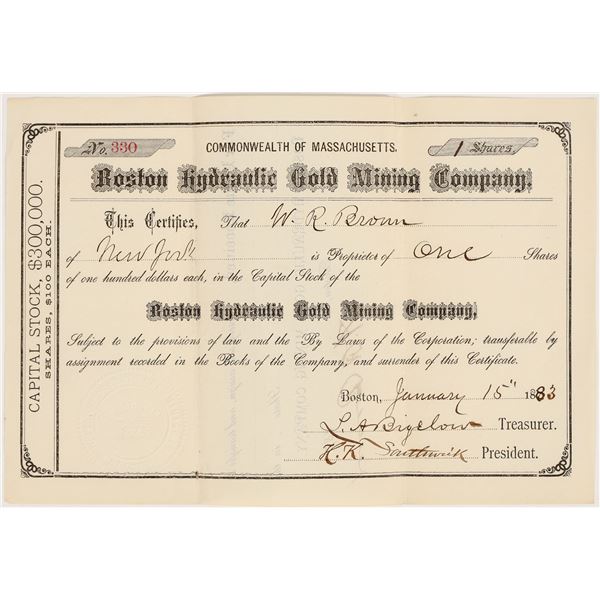 CAPITAL STOCK, $300,000.
SHARES, $100 EACH.
No. 330
COMMONWEALTH OF MASSACHUSETTS.
1 Shares.
Boston Hydraulic Gold Mining Company.
This Certifies, That W. R. Brown
of New York is Proprietor of One Shares
of one hundred dollars each, in the Capital Stock of the
Boston Hydraulic Gold Mining Company,
Subject to the provisions of law and the By Laws of the Corporation; transferable by
assignment recorded in the Books of the Company, and surrender of this Certificate.
Boston, January 15" 1883
L. A Bigelow Treasurer.
H. K. Southwick President.